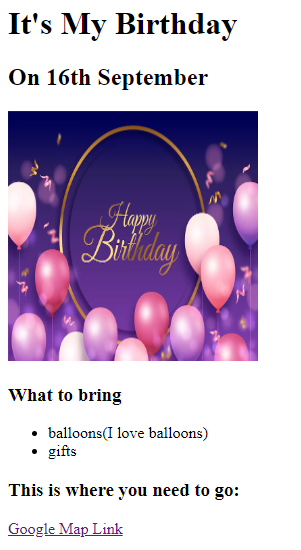 It's My Birthday
On 16th September
Happy
Birthday
What to bring
balloons(I love balloons)
gifts
This is where you need to go:
Google Map Link